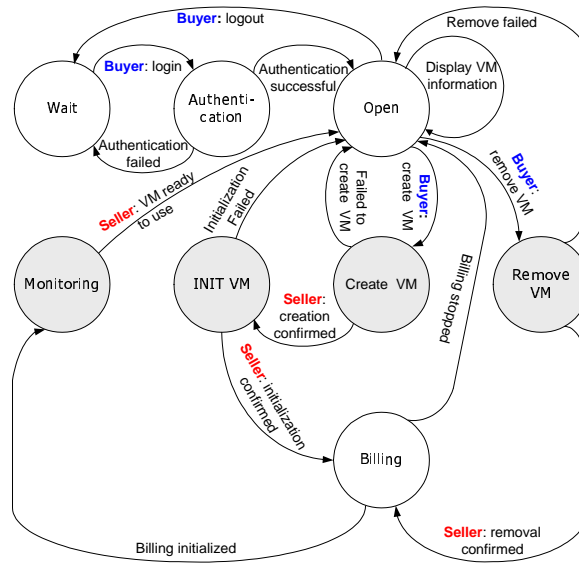 Buyer: logout
Remove failed
Buyer: login
Authentication
successful
Display VM
information
Wait
Authenti-
cation
Open
Authentication
failed
Buyer:
remove VM
Seller: VM ready
to use
Initialization
Failed
Failed to
create VM
Buyer:
create VM
Monitoring
INIT VM
Create VM
Remove
VM
Billing stopped
Seller:
creation
confirmed
Seller: initialization
confirmed
Billing
Billing initialized
Seller: removal
confirmed